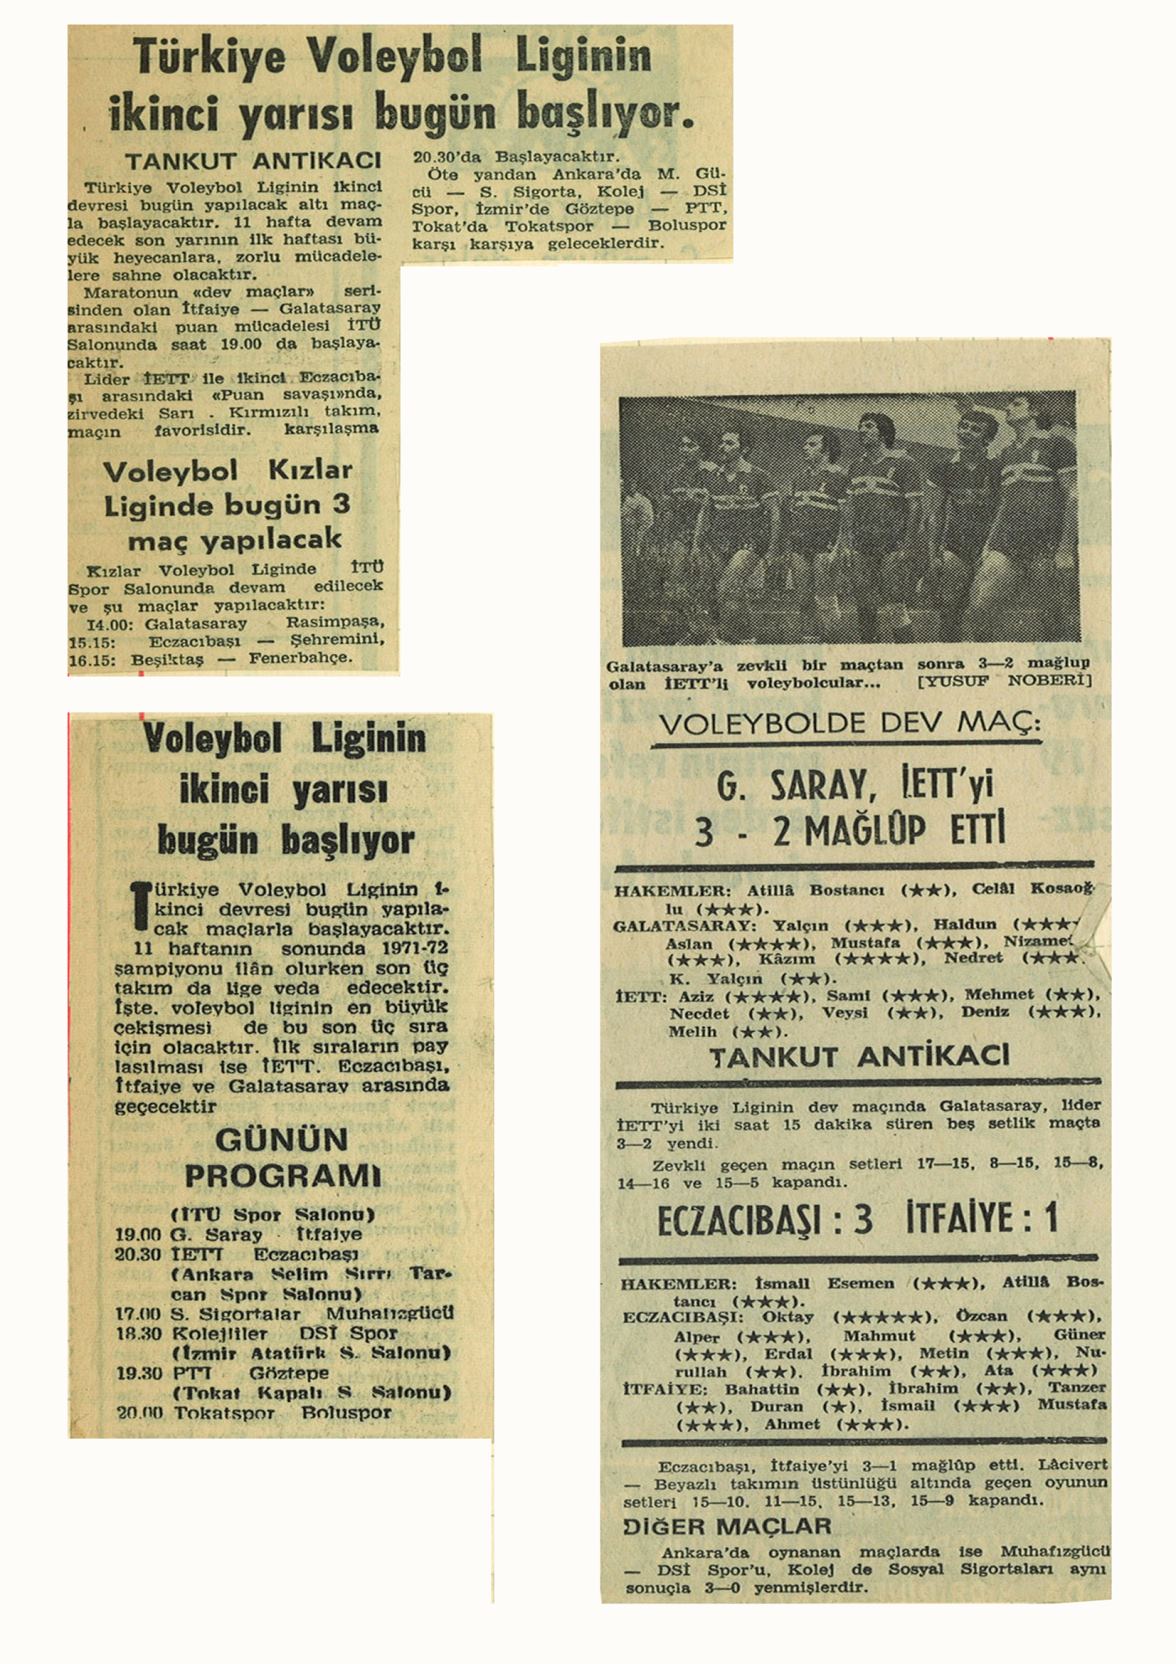 Türkiye Voleybol Liginin
ikinci yarısı bugün başlıyor.
TANKUT ANTİKACI
Türkiye Voleybol Liginin ikinci
devresi bugün yapılacak altı maç-
la başlayacaktır. 11 hafta devam
edecek son yarının ilk haftası bü-
yük heyecanlara, zorlu mücadele-
lere sahne olacaktır.
Maratonun «dev maçlar» seri-
sinden olan İtfaiye — Galatasaray
arasındaki puan mücadelesi İTÜ
Salonunda saat 19.00 da başlaya-
caktır.
Lider İETT ile ikinci Eczacıba-
şı arasındaki «Puan savaşı»nda,
zirvedeki Sarı . Kırmızılı takım,
maçın favorisidir. karşılaşma
20.30'da Başlayacaktır.
Öte yandan Ankara'da M. Gü-
cü — S. Sigorta, Kolej — DSİ
Spor, İzmir'de Göztepe — PTT,
Tokat'da Tokatspor — Boluspor
karşı karşıya geleceklerdir.
Voleybol Kızlar
Liginde bugün 3
maç yapılacak
Kızlar Voleybol Liginde İTÜ
Spor Salonunda devam edilecek
ve şu maçlar yapılacaktır:
14.00: Galatasaray Rasimpaşa,
15.15: Eczacıbaşı — Şehremini,
16.15: Beşiktaş — Fenerbahçe.
Voleybol Liginin
ikinci yarısı
bugün başlıyor
Türkiye Voleybol Liginin i-
kinci devresi bugün yapıla-
cak maçlarla başlayacaktır.
11 haftanın sonunda 1971-72
şampiyonu ilân olurken son üç
takım da lige veda edecektir.
İşte. voleybol liginin en büyük
çekişmesi de bu son üç sıra
için olacaktır. İlk sıraların pay
laşılması ise İETT. Eczacıbaşı,
İtfaiye ve Galatasaray arasında
geçecektir
GÜNÜN
PROGRAMI
(İTÜ Spor Salonu)
19.00 G. Saray İtfaiye
20.30 İETT Eczacıbaşı
(Ankara Selim Sırrı Tar-
can Spor Salonu)
17.00 S. Sigortalar Muhafızgücü
18.30 Kolejliler DSİ Spor
(İzmir Atatürk S. Salonu)
19.30 PTT Göztepe
(Tokat Kapalı S Salonu)
20.00 Tokatspor Boluspor
Galatasaray'a zevkli bir maçtan sonra 3—2 mağlup
olan İETT'li voleybolcular... [YUSUF NOBERİ]
VOLEYBOLDE DEV MAÇ:
G. SARAY, İETT'yi
3 - 2 MAĞLÛP ETTİ
HAKEMLER: Atillâ Bostancı (★★), Celâl Kosaoğ-
lu (★★★).
GALATASARAY: Yalçın (★★★), Haldun (★★★
Aslan (★★★★), Mustafa (★★★), Nizamet
(★★★), Kâzım (★★★★), Nedret (★★★.
K. Yalçın (★★).
İETT: Aziz (★★★★), Sami (★★★), Mehmet (★★),
Necdet (★★), Veysi (★★), Deniz (★★★),
Melih (★★).
TANKUT ANTİKACI
Türkiye Liginin dev maçında Galatasaray, lider
İETT'yi iki saat 15 dakika süren beş setlik maçta
3—2 yendi.
Zevkli geçen maçın setleri 17—15, 8—15, 15—8,
14—16 ve 15—5 kapandı.
ECZACIBAŞI : 3 İTFAİYE : 1
HAKEMLER: İsmail Esemen (★★★), Atillâ Bos-
tancı (★★★).
ECZACIBAŞI: Oktay (★★★★★), Özcan (★★★),
Alper (★★★), Mahmut (★★★), Güner
(★★★), Erdal (★★★), Metin (★★★), Nu-
rullah (★★). İbrahim (★★), Ata (★★★)
İTFAİYE: Bahattin (★★), İbrahim (★★), Tanzer
(★★), Duran (★), İsmail (★★★) Mustafa
(★★★), Ahmet (★★★).
Eczacıbaşı, İtfaiye'yi 3—1 mağlûp etti. Lâcivert
— Beyazlı takımın üstünlüğü altında geçen oyunun
setleri 15—10. 11—15, 15—13, 15—9 kapandı.
DİĞER MAÇLAR
Ankara'da oynanan maçlarda ise Muhafızgücü
— DSİ Spor'u, Kolej de Sosyal Sigortaları aynı
sonuçla 3—0 yenmişlerdir.